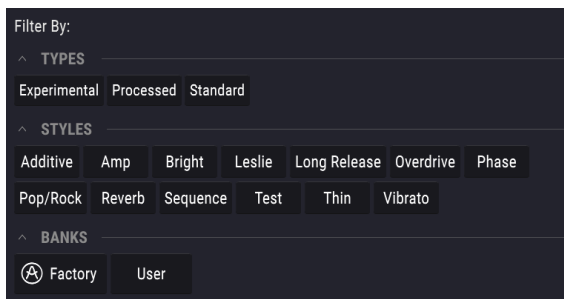 Filter By:
TYPES
Experimental Processed Standard
STYLES
Additive Amp Bright Leslie Long Release Overdrive Phase
Pop/Rock Reverb Sequence Test Thin Vibrato
BANKS
Factory User